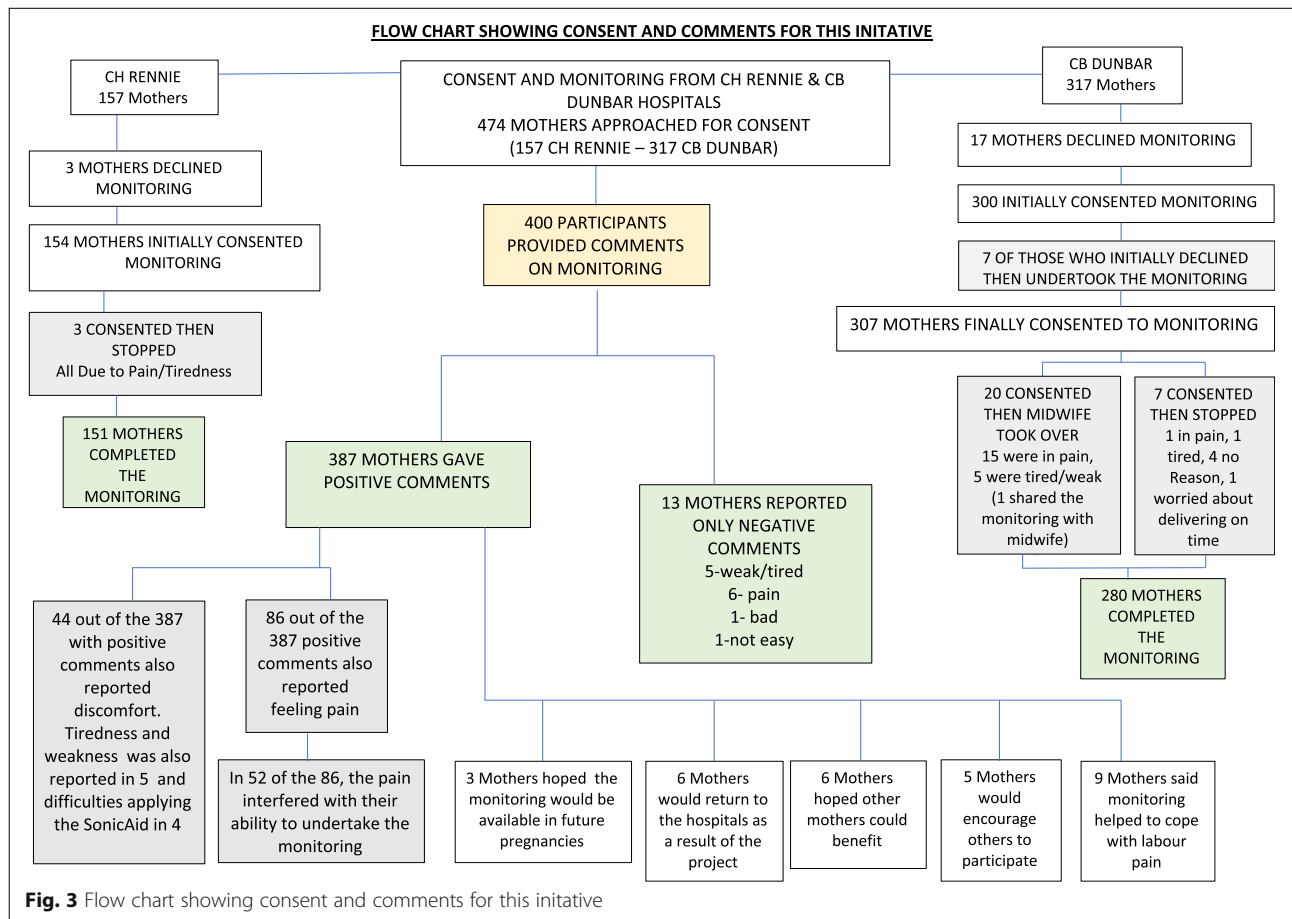 FLOW CHART SHOWING CONSENT AND COMMENTS FOR THIS INITATIVE
CH RENNIE
157 Mothers
3 MOTHERS DECLINED
MONITORING
154 MOTHERS INITIALLY CONSENTED
MONITORING
3 CONSENTED THEN
STOPPED
All Due to Pain/Tiredness
151 MOTHERS
COMPLETED
THE
MONITORING
CONSENT AND MONITORING FROM CH RENNIE & CB
DUNBAR HOSPITALS
474 MOTHERS APPROACHED FOR CONSENT
(157 CH RENNIE – 317 CB DUNBAR)
400 PARTICIPANTS
PROVIDED COMMENTS
ON MONITORING
387 MOTHERS GAVE
POSITIVE COMMENTS
13 MOTHERS REPORTED
ONLY NEGATIVE
COMMENTS
5-weak/tired
6- pain
1- bad
1-not easy
CB DUNBAR
317 Mothers
17 MOTHERS DECLINED MONITORING
300 INITIALLY CONSENTED MONITORING
7 OF THOSE WHO INITIALLY DECLINED
THEN UNDERTOOK THE MONITORING
307 MOTHERS FINALLY CONSENTED TO MONITORING
20 CONSENTED
THEN MIDWIFE
TOOK OVER
15 were in pain,
5 were tired/weak
(1 shared the
monitoring with
midwife)
7 CONSENTED
THEN STOPPED
1 in pain, 1
tired, 4 no
Reason, 1
worried about
delivering on
time
280 MOTHERS
COMPLETED
THE
MONITORING
44 out of the 387
with positive
comments also
reported
discomfort.
Tiredness and
weakness was also
reported in 5 and
difficulties applying
the SonicAid in 4
86 out of the
387 positive
comments also
reported
feeling pain
In 52 of the 86, the pain
interfered with their
ability to undertake the
monitoring
3 Mothers hoped the
monitoring would be
available in future
pregnancies
6 Mothers
would return to
the hospitals as
a result of the
project
6 Mothers
hoped other
mothers could
benefit
5 Mothers
would
encourage
others to
participate
9 Mothers said
monitoring
helped to cope
with labour
pain
Fig. 3 Flow chart showing consent and comments for this initative